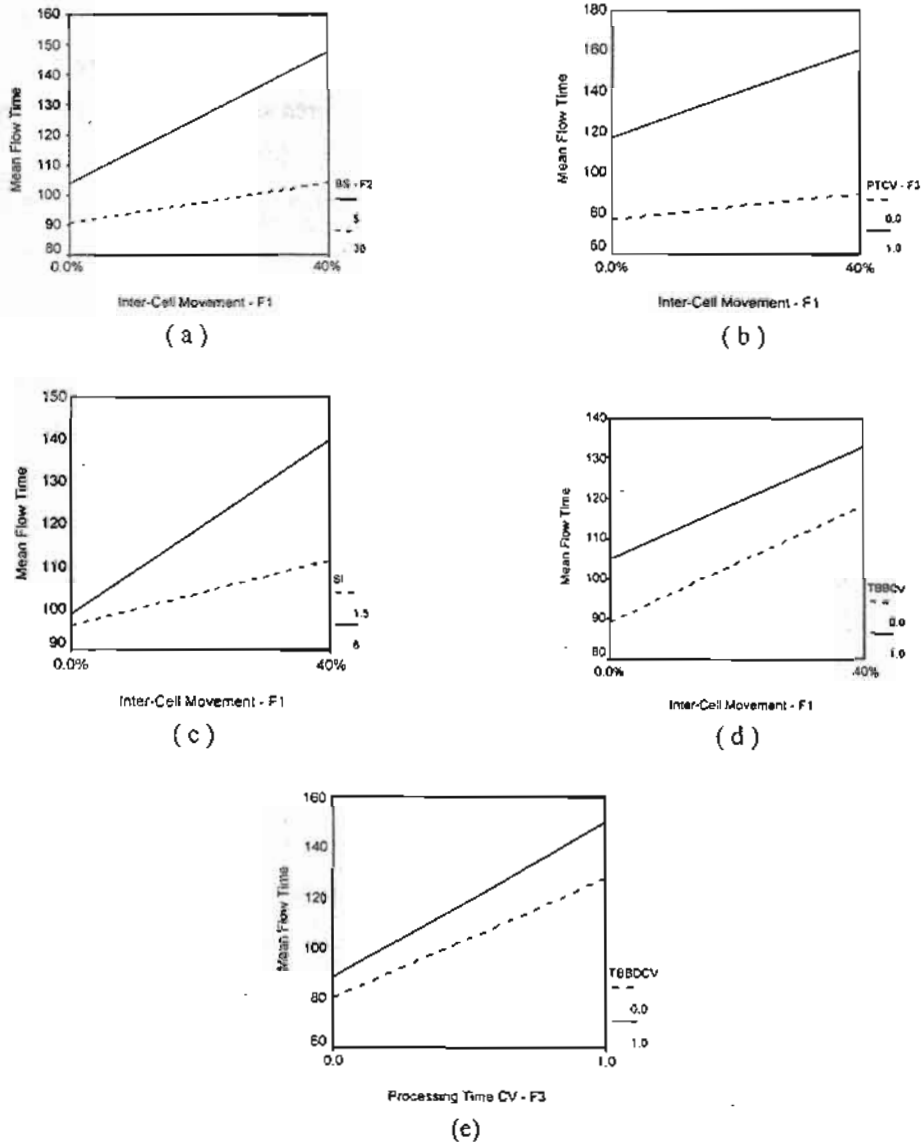 160
150
140
130
120
110
100
90
80
Mean Flow Time
0.0%
40%
Inter-Cell Movement - F1
BS - F2
5
30
( a )
180
160
140
120
100
80
60
Mean Flow Time
0.0%
40%
Inter-Cell Movement - F1
PTCV - F3
0.0
1.0
( b )
150
140
130
120
110
100
90
Mean Flow Time
0.0%
40%
Inter-Cell Movement - F1
SI
1.5
6
( c )
140
130
120
110
100
90
80
Mean Flow Time
0.0%
40%
Inter-Cell Movement - F1
0.0
1.0
( d )
160
140
120
100
80
60
Mean Flow Time
0.0
1.0
Processing Time CV - F3
TBBDCV
0.0
1.0
(e)